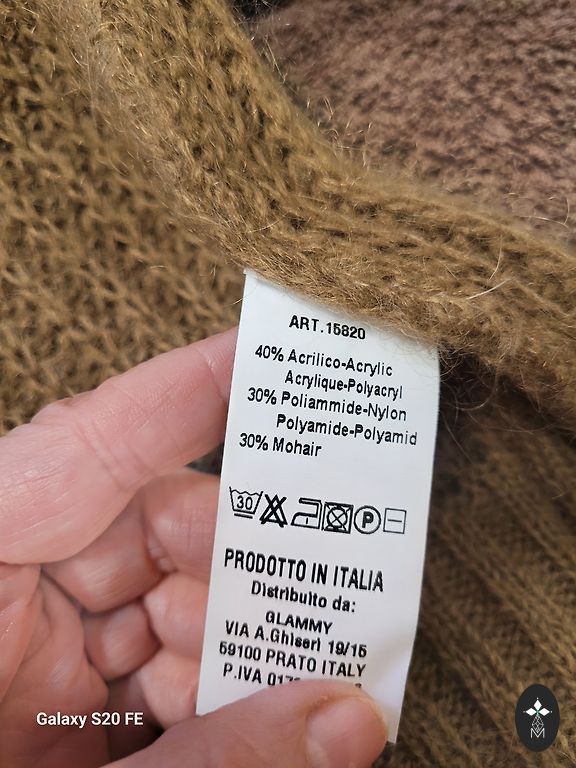 ART.15820
40% Acrilico-Acrylic
Acrylique-Polyacryl
30% Poliammide-Nylon
Polyamide-Polyamid
30% Mohair
30 P
PRODOTTO IN ITALIA
Distribuito da:
GLAMMY
VIA A.Ghiseri 19/15
59100 PRATO ITALY
P.IVA
Galaxy S20 FE
M